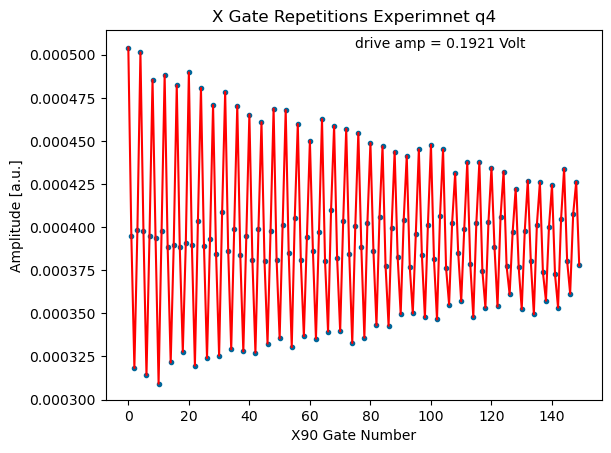 X Gate Repetitions Experimnet q4
drive amp = 0.1921 Volt
Amplitude [a.u.]
0.000500
0.000475
0.000450
0.000425
0.000400
0.000375
0.000350
0.000325
0.000300
0 20 40 60 80 100 120 140
X90 Gate Number